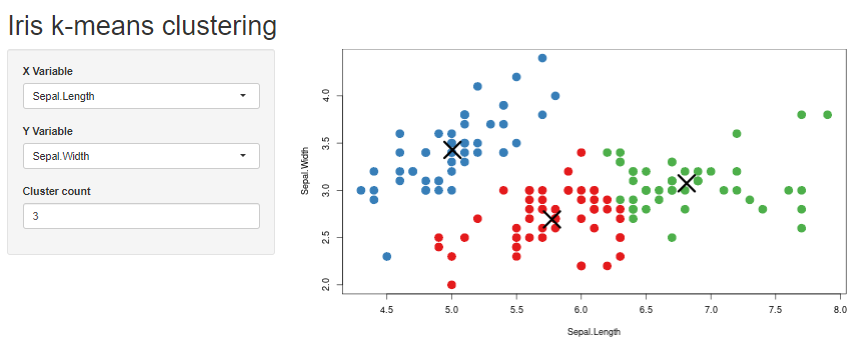 Iris k-means clustering
X Variable
Sepal.Length
Y Variable
Sepal.Width
Cluster count
3
Sepal.Width
4.0
3.5
3.0
2.5
2.0
4.5 5.0 5.5 6.0 6.5 7.0 7.5 8.0
Sepal.Length